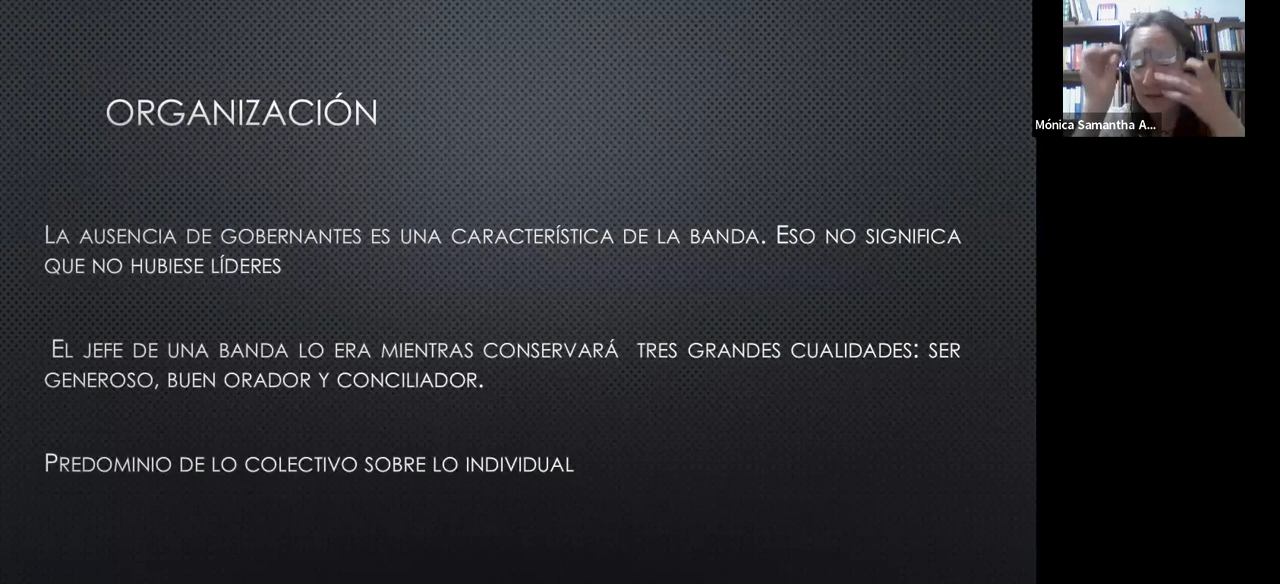 ORGANIZACIÓN
LA AUSENCIA DE GOBERNANTES ES UNA CARACTERÍSTICA DE LA BANDA. ESO NO SIGNIFICA
QUE NO HUBIESE LÍDERES
EL JEFE DE UNA BANDA LO ERA MIENTRAS CONSERVARÁ TRES GRANDES CUALIDADES: SER
GENEROSO, BUEN ORADOR Y CONCILIADOR.
PREDOMINIO DE LO COLECTIVO SOBRE LO INDIVIDUAL
Mónica Samantha A...